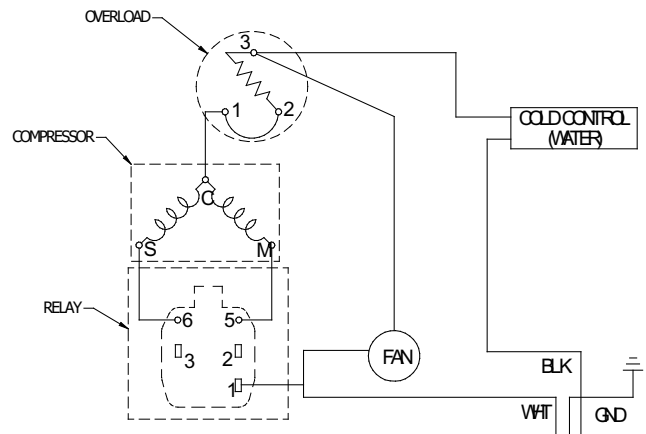 OVERLOAD
3
1
2
COLD CONTROL
(WATER)
COMPRESSOR
C
S
M
RELAY
6
5
3
2
1
FAN
BLK
WHT
GND